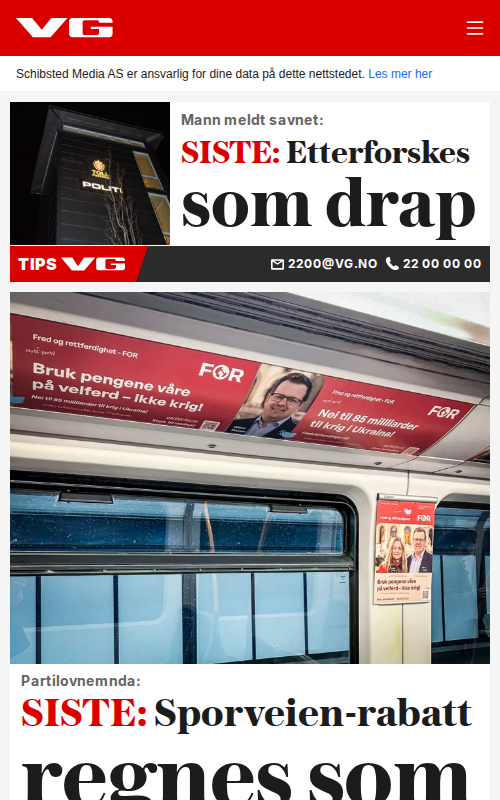 VG
Schibsted Media AS er ansvarlig for dine data på dette nettstedet. Les mer her
Mann meldt savnet:
SISTE: Etterforskes
som drap
TOLL
POLITI
TIPS VG
2200@VG.NO
22 00 00 00
Fred og rettferdighet - FOR
nytt parti
FOR
Bruk pengene våre
på velferd – ikke krig!
Nei til 85 milliarder til krig i Ukraina!
Fred og rettferdighet - FOR
nytt parti
FOR
Nei til 85 milliarder
til krig i Ukraina!
FOR
Bruk pengene våre
på velferd – ikke krig!
Partilovnemnda:
SISTE: Sporveien-rabatt
regnes som